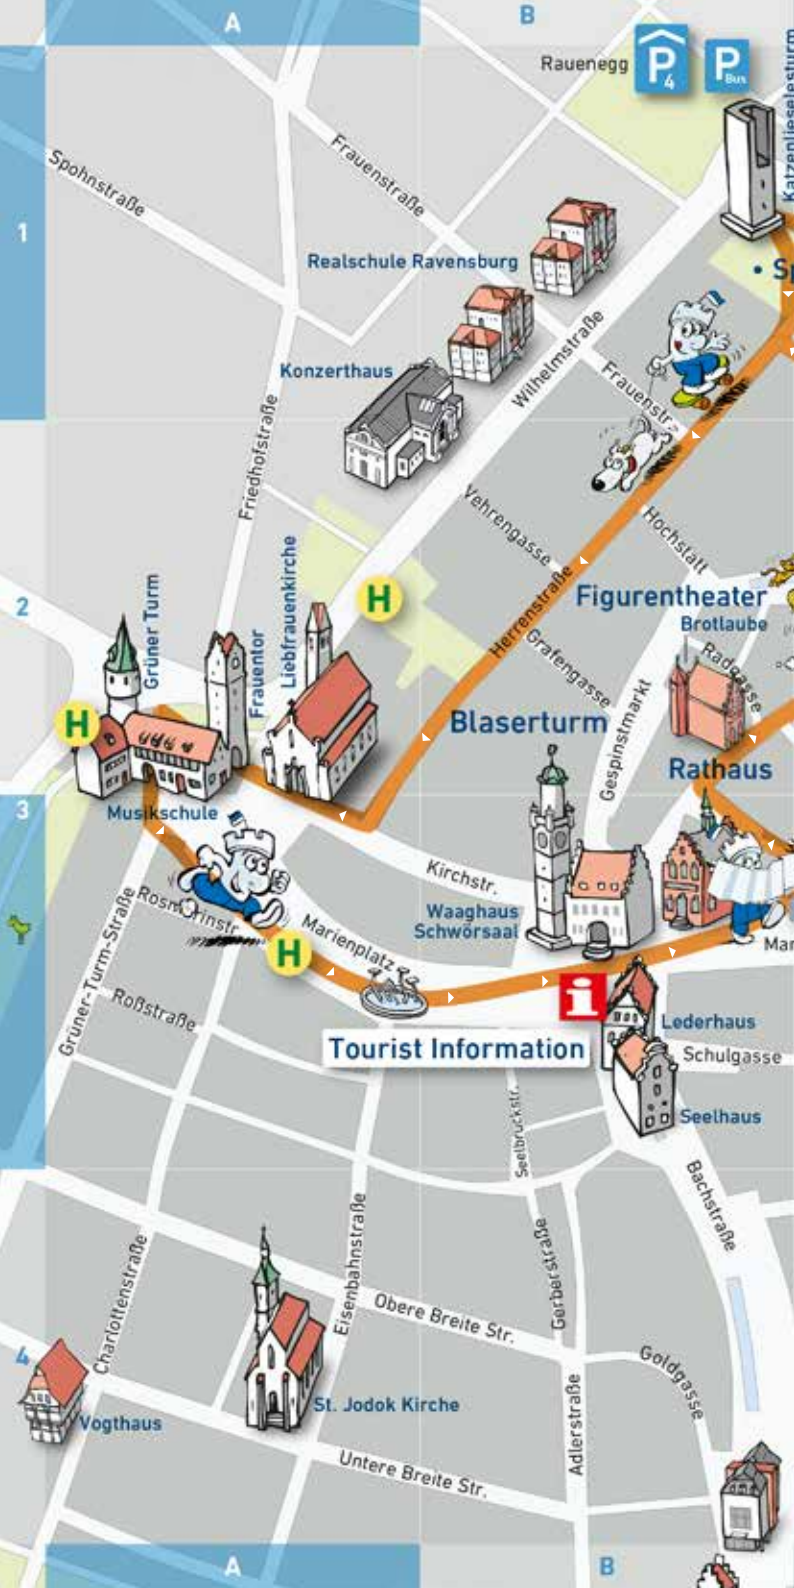 A
B
Rauenegg
P
4
P
Bus
Katzenlieselesturm
Spohnstraße
Frauenstraße
1
Realschule Ravensburg
• Sp
Konzerthaus
Wilhelmstraße
Frauenstr.
Friedhofstraße
Vehrengasse
Hochstatt
Liebfrauenkirche
Grüner Turm
Frauentor
H
2
Herrenstraße
Figurentheater
Brotlaube
Grafengasse
Radgasse
Gespinstmarkt
H
Blaserturm
Rathaus
3
Musikschule
Kirchstr.
Rosmarinstr.
Marienplatz
Waaghaus
Schwörsaal
Mar
H
Grüner-Turm-Straße
Roßstraße
i
Tourist Information
Lederhaus
Schulgasse
Seelhaus
Seelbruckstr.
Bachstraße
Charlottenstraße
Eisenbahnstraße
Gerberstraße
Obere Breite Str.
4
Goldgasse
Vogthaus
St. Jodok Kirche
Adlerstraße
Untere Breite Str.
A
B